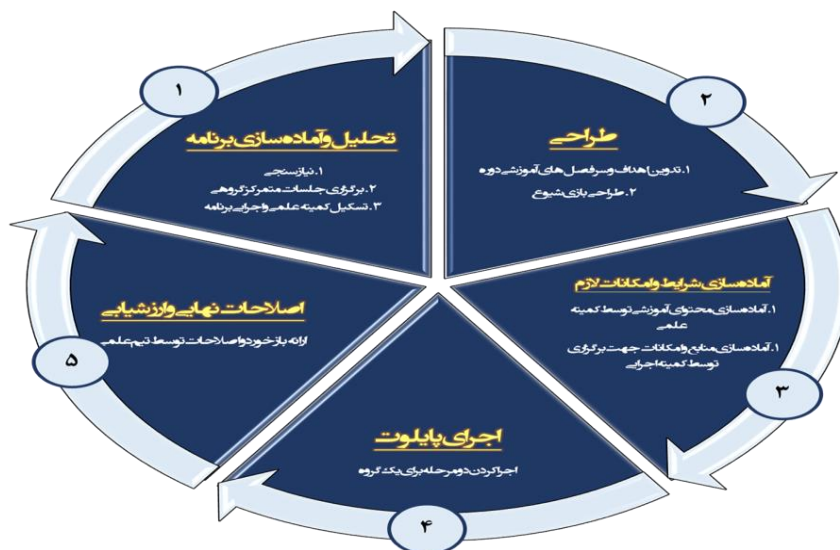 ۱
تحلیل و آماده سازی برنامه
۱. نیازسنجی
۲. برگزاری جلسات متمرکز گروهی
۳. تسکیل کمیته علمی و اجرایی برنامه
۲
طراحی
۱. تدوین اهداف و سرفصل های آموزشی دوره
۲. طراحی بازی شیوع
۳
آماده سازی شرایط و امکانات لازم
۱. آماده سازی محتوای آموزشی توسط کمیته
علمی
۱. آماده سازی منابع و امکانات جهت برگزاری
توسط کمیته اجرایی
۴
اجرای پایلوت
اجرا کردن دو مرحله برای یک گروه
۵
اصلاحات نهایی و ارزشیابی
ارائه بازخورد و اصلاحات توسط تیم علمی